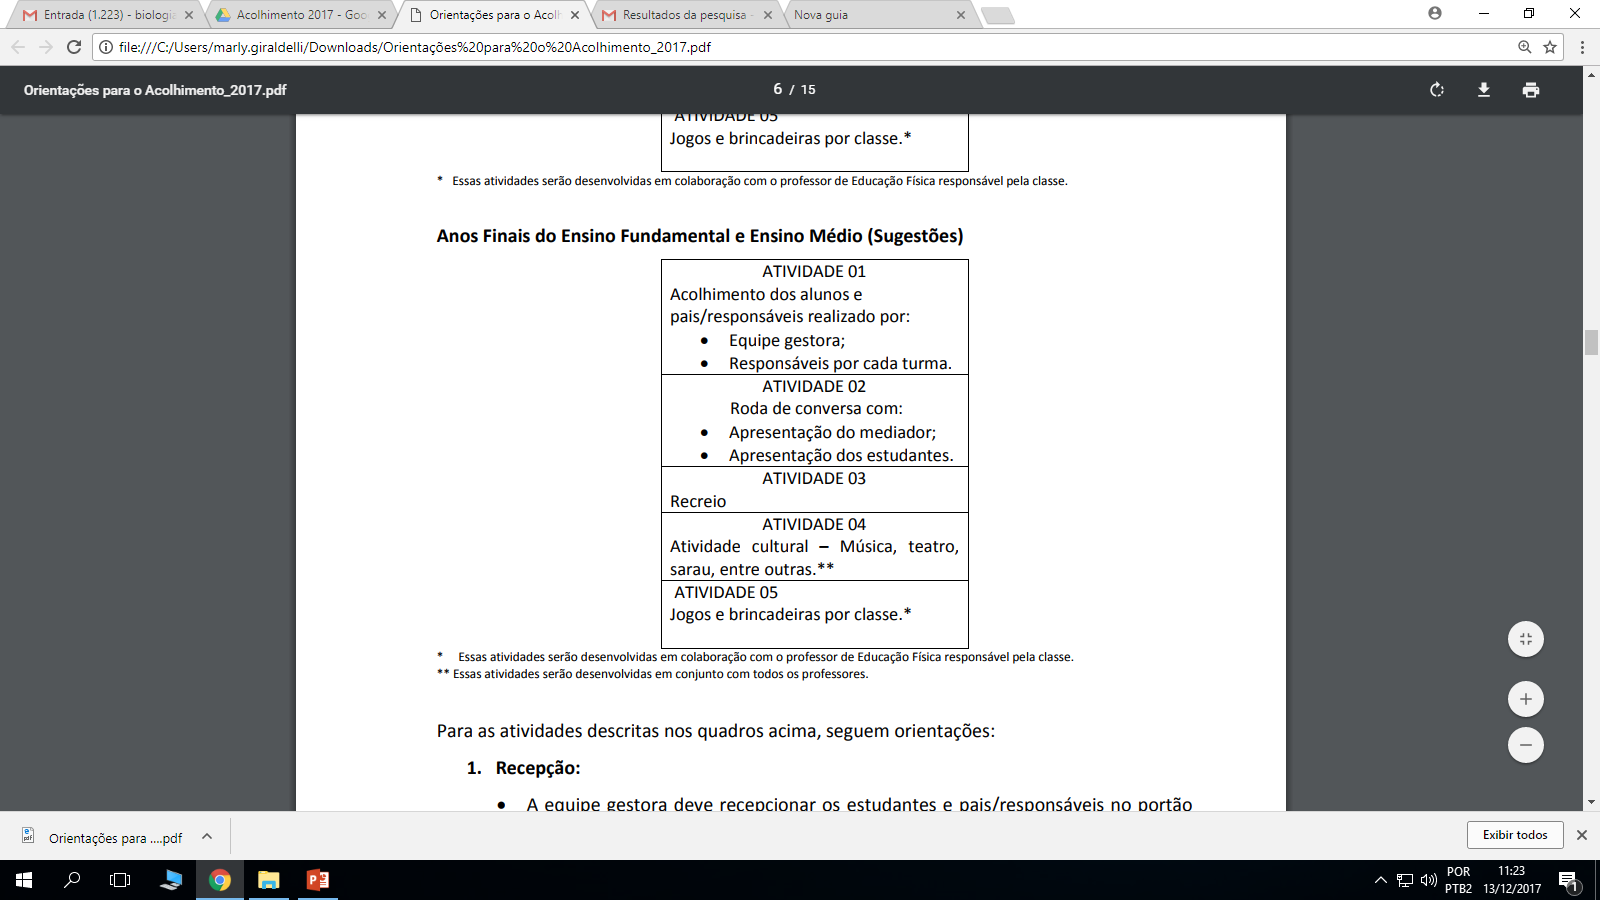 Entrada (1.223) - biologia
Acolhimento 2017 - Goo
Orientações para o Acolh
Resultados da pesquisa -
Nova guia
file:///C:/Users/marly.giraldelli/Downloads/Orientações%20para%20o%20Acolhimento_2017.pdf
Orientações para o Acolhimento_2017.pdf
6 / 15
ATIVIDADE 05
Jogos e brincadeiras por classe.*
* Essas atividades serão desenvolvidas em colaboração com o professor de Educação Física responsável pela classe.
Anos Finais do Ensino Fundamental e Ensino Médio (Sugestões)
ATIVIDADE 01
Acolhimento dos alunos e
pais/responsáveis realizado por:
• Equipe gestora;
• Responsáveis por cada turma.
ATIVIDADE 02
Roda de conversa com:
• Apresentação do mediador;
• Apresentação dos estudantes.
ATIVIDADE 03
Recreio
ATIVIDADE 04
Atividade cultural – Música, teatro,
sarau, entre outras.**
ATIVIDADE 05
Jogos e brincadeiras por classe.*
* Essas atividades serão desenvolvidas em colaboração com o professor de Educação Física responsável pela classe.
** Essas atividades serão desenvolvidas em conjunto com todos os professores.
Para as atividades descritas nos quadros acima, seguem orientações:
1. Recepção:
• A equipe gestora deve recepcionar os estudantes e pais/responsáveis no portão
Orientações para ....pdf
Exibir todos
POR
PTB2
11:23
13/12/2017
1